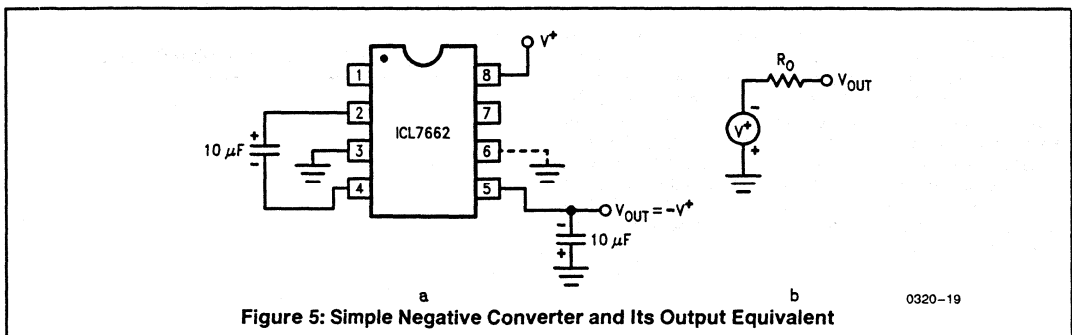 V+
1
8
2
7
ICL7662
3
6
4
5
+
10 µF
-
VOUT = -V+
-
10 µF
+
a
RO
VOUT
-
V+
+
b
0320-19
Figure 5: Simple Negative Converter and Its Output Equivalent